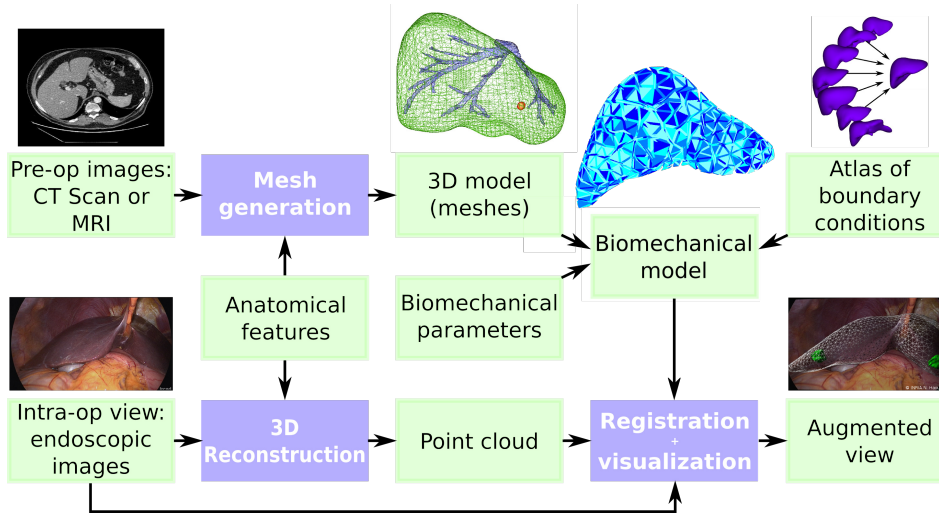 Pre-op images:
CT Scan or
MRI
Mesh
generation
3D model
(meshes)
Biomechanical
model
Atlas of
boundary
conditions
Anatomical
features
Biomechanical
parameters
Intra-op view:
endoscopic
images
3D
Reconstruction
Point cloud
Registration
+
visualization
Augmented
view